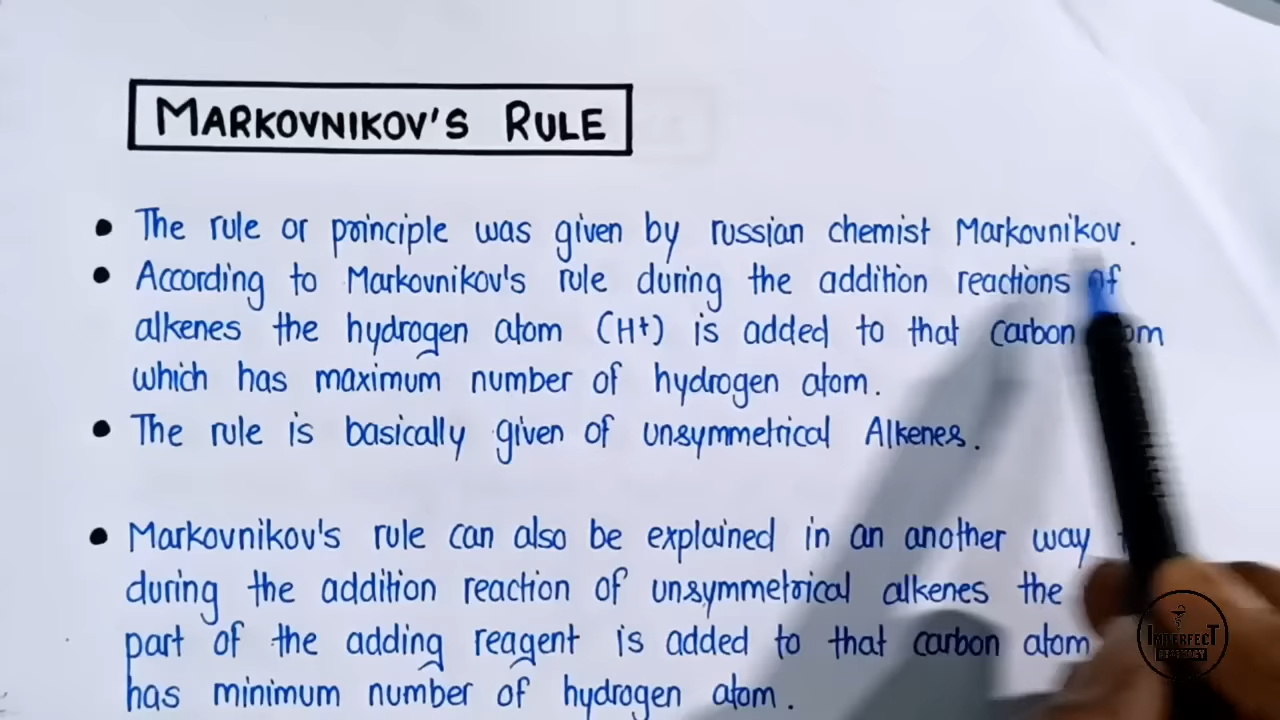 MARKOVNIKOV'S RULE
• The rule or principle was given by russian chemist Markovnikov.
• According to Markovnikov's rule during the addition reactions of
alkenes the hydrogen atom (H+) is added to that carbon
which has maximum number of hydrogen atom.
• The rule is basically given of unsymmetrical Alkenes.
• Markovnikov's rule can also be explained in an another way
during the addition reaction of unsymmetrical alkenes the
part of the adding reagent is added to that carbon atom
has minimum number of hydrogen atom.
IMPERFECT
PHARMACY